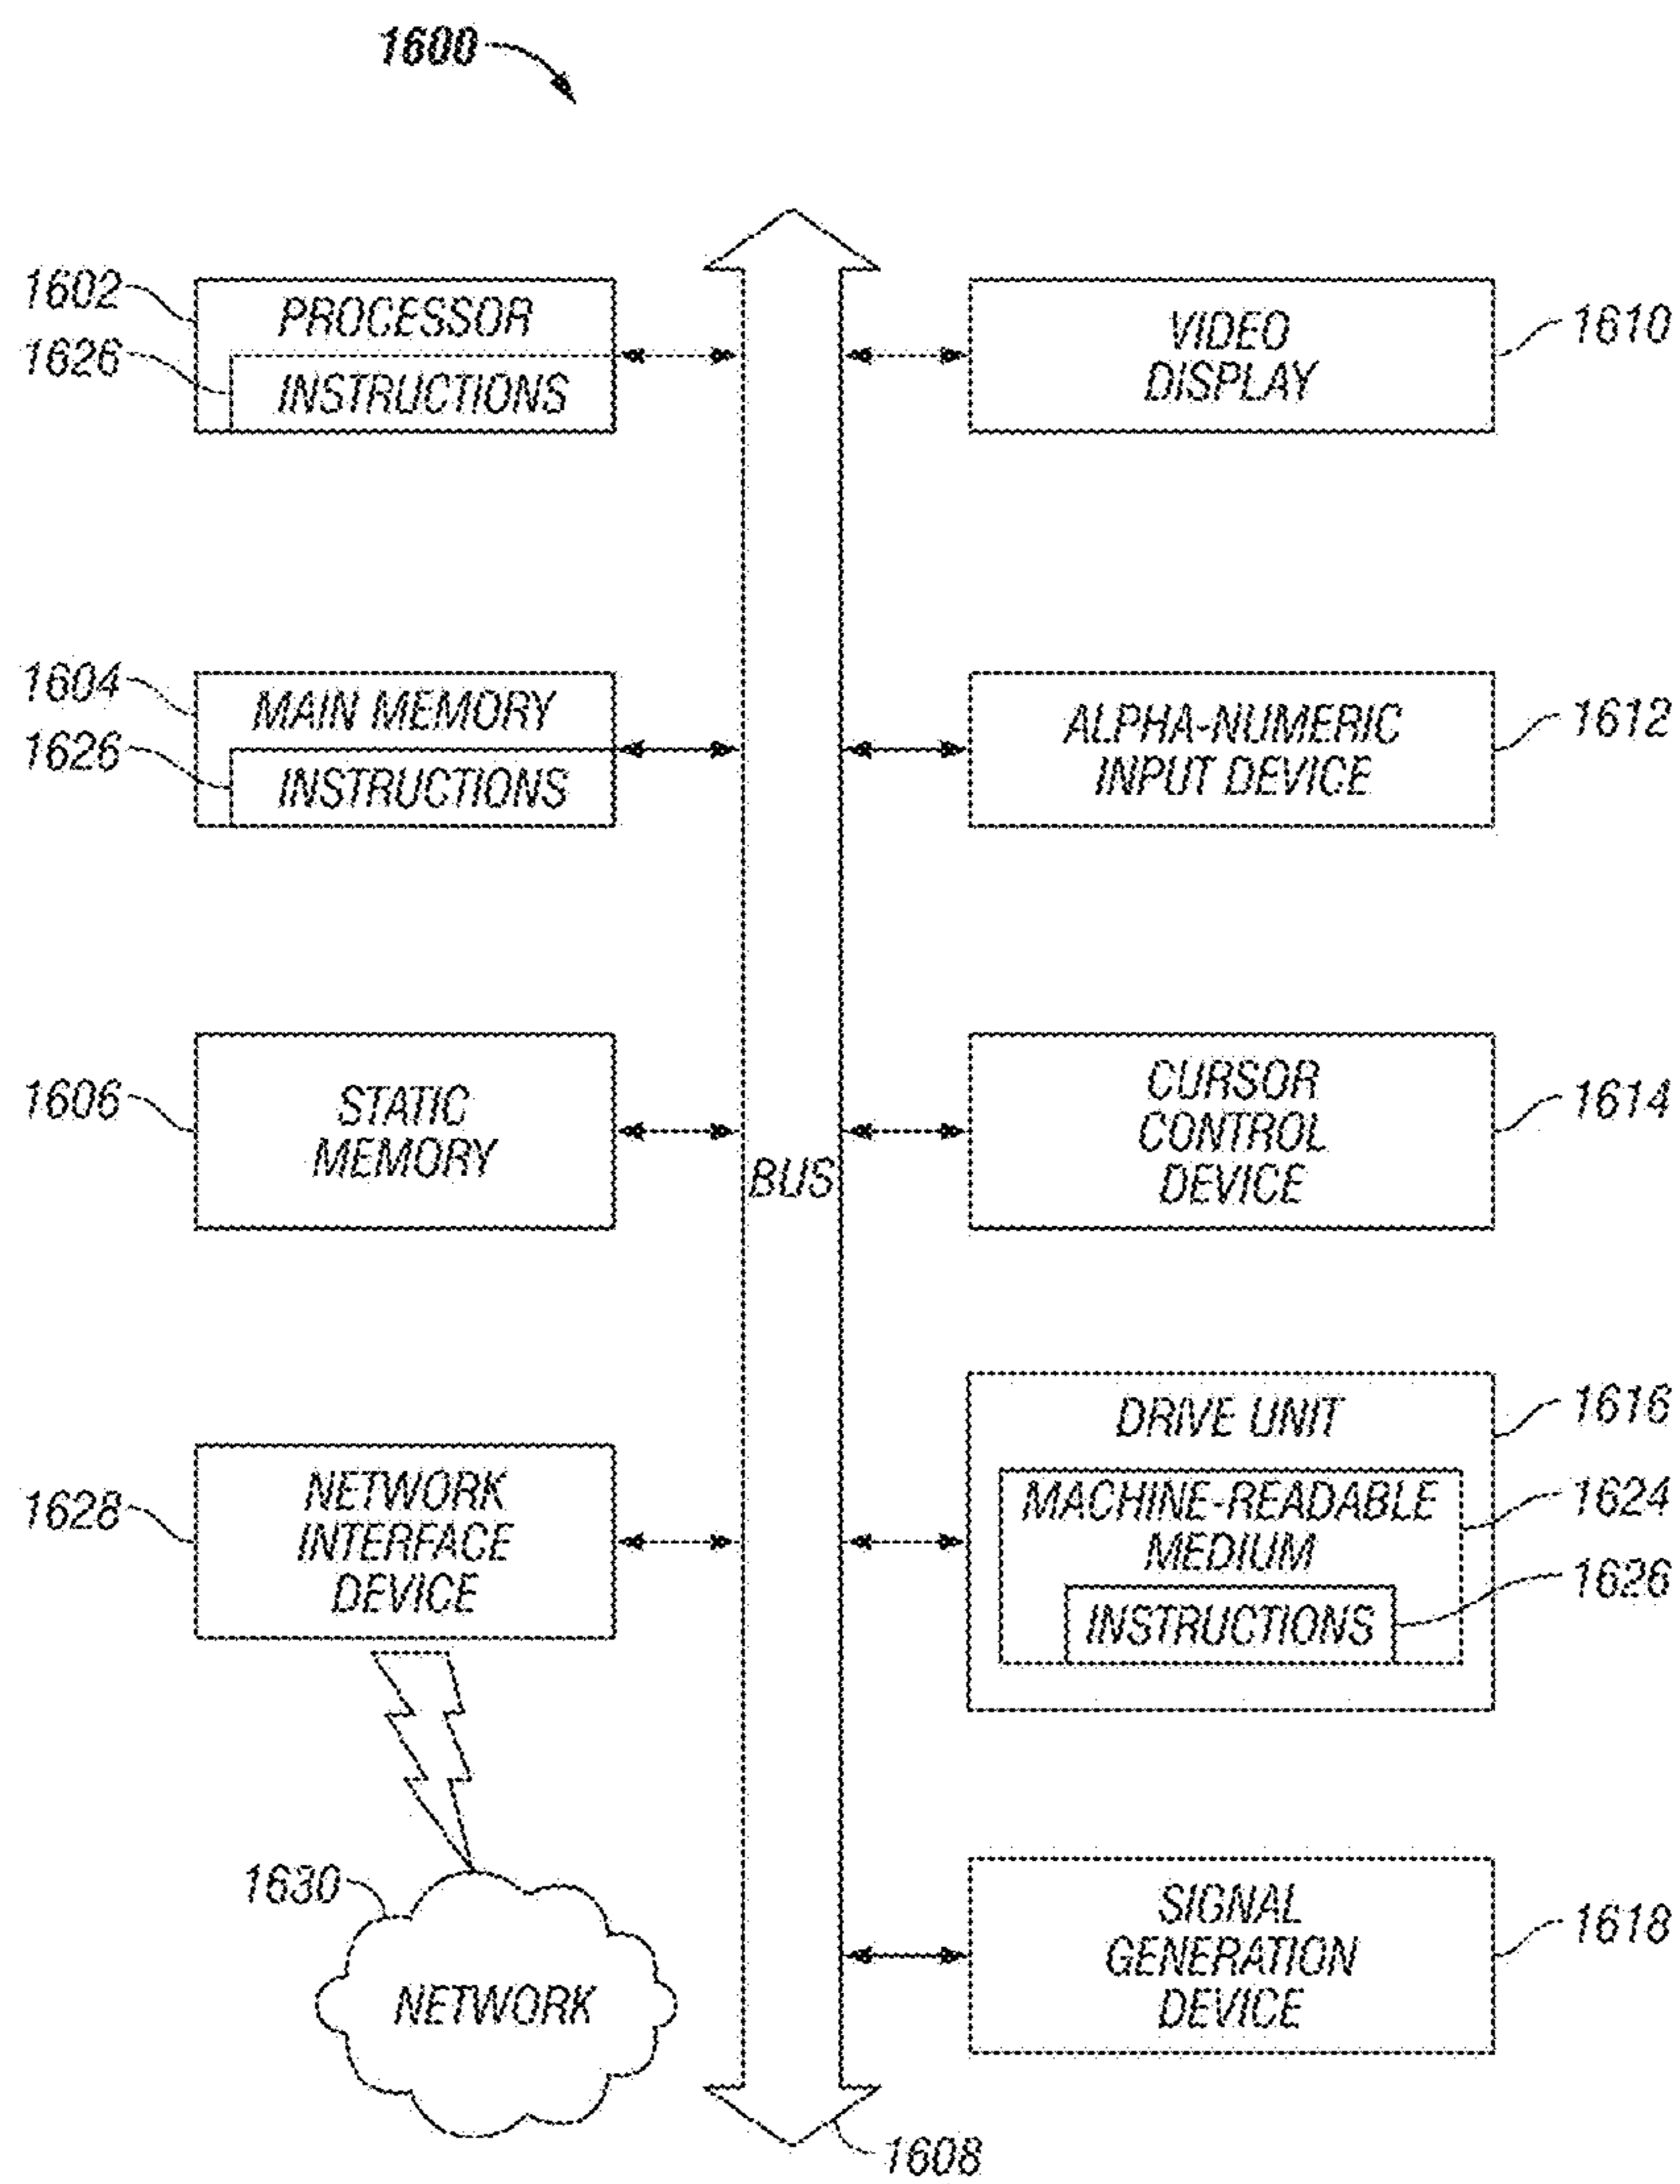 1600
1602
PROCESSOR
1626
INSTRUCTIONS
VIDEO
DISPLAY
1610
1604
MAIN MEMORY
1626
INSTRUCTIONS
ALPHA-NUMERIC
INPUT DEVICE
1612
1606
STATIC
MEMORY
BUS
CURSOR
CONTROL
DEVICE
1614
1628
NETWORK
INTERFACE
DEVICE
DRIVE UNIT
1616
MACHINE-READABLE
MEDIUM
1624
INSTRUCTIONS
1626
1630
NETWORK
SIGNAL
GENERATION
DEVICE
1618
1608